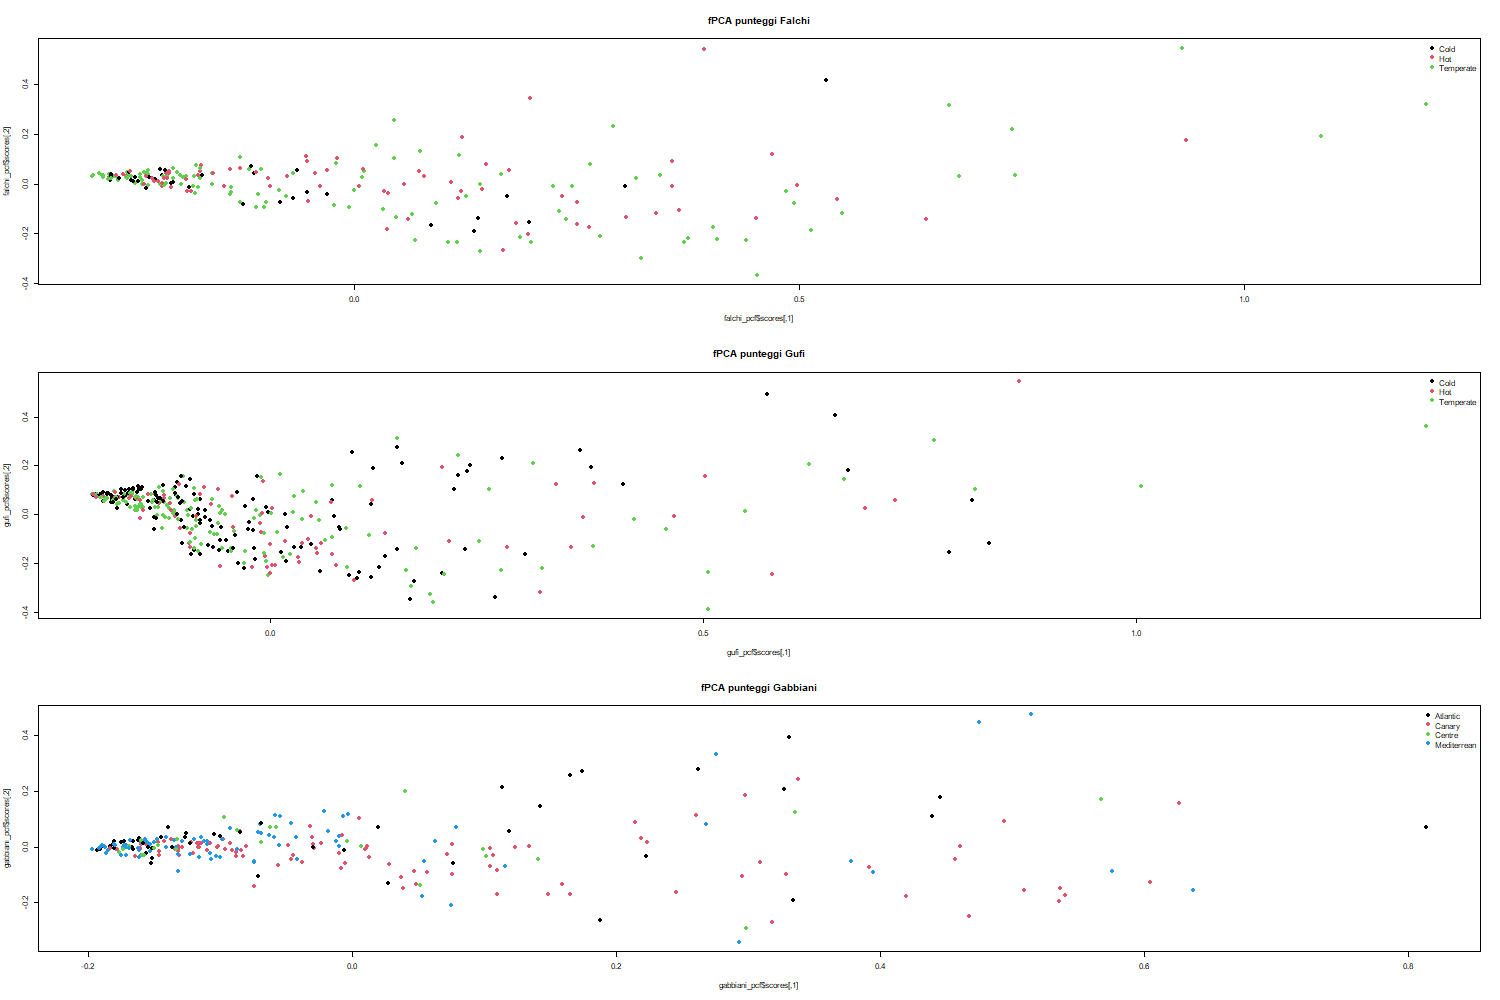 fPCA punteggi Falchi
Cold
Hot
Temperate
0.4
0.2
0.0
-0.2
-0.4
falchi_pcf$scores[,2]
0.0 0.5 1.0
falchi_pcf$scores[,1]
fPCA punteggi Gufi
Cold
Hot
Temperate
0.4
0.2
0.0
-0.2
-0.4
gufi_pcf$scores[,2]
0.0 0.5 1.0
gufi_pcf$scores[,1]
fPCA punteggi Gabbiani
Atlantic
Canary
Centre
Mediterrean
0.4
0.2
0.0
-0.2
gabbiani_pcf$scores[,2]
-0.2 0.0 0.2 0.4 0.6 0.8
gabbiani_pcf$scores[,1]